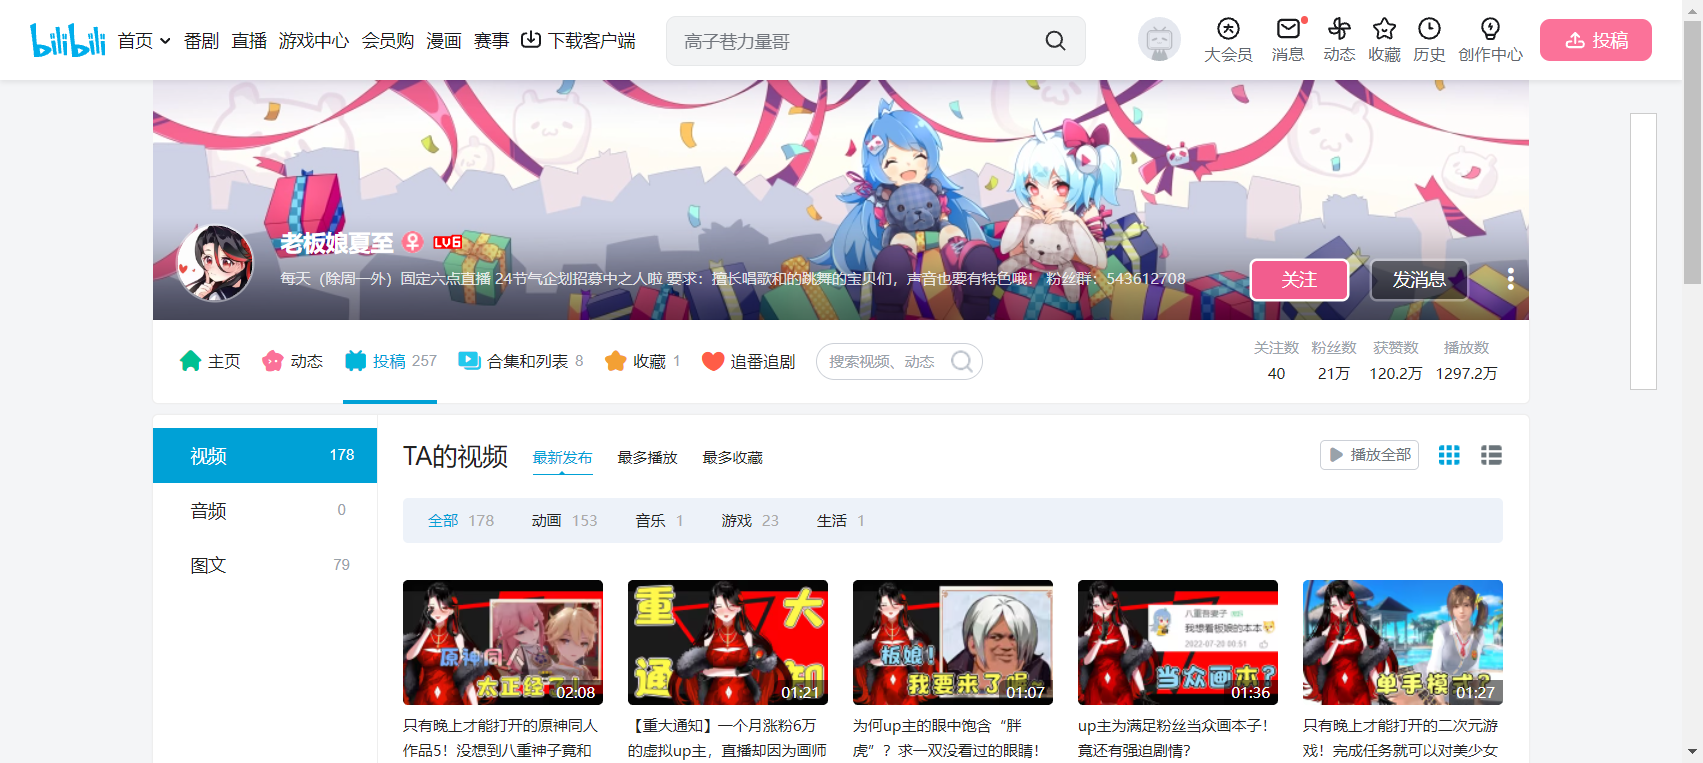 bilibili 首页 番剧 直播 游戏中心 会员购 漫画 赛事 下载客户端 高子巷力量哥 大会员 消息 动态 收藏 历史 创作中心 投稿
老板娘夏至 LV6
每天（除周一外）固定六点直播 24节气企划招募中之人啦 要求：擅长唱歌和的跳舞的宝贝们，声音也要有特色哦！ 粉丝群：543612708
关注 发消息
主页 动态 投稿 257 合集和列表 8 收藏 1 追番追剧 搜索视频、动态
关注数 粉丝数 获赞数 播放数
40 21万 120.2万 1297.2万
视频 178
音频 0
图文 79
TA的视频 最新发布 最多播放 最多收藏 播放全部
全部 178 动画 153 音乐 1 游戏 23 生活 1
原神同人
太正经了！
02:08
只有晚上才能打开的原神同人
作品5！没想到八重神子竟和
重大
通知
01:21
【重大通知】一个月涨粉6万
的虚拟up主，直播却因为画师
板娘！
我要来了喔~
01:07
为何up主的眼中饱含“胖
虎”？求一双没看过的眼睛！
八重吾妻子
我想看板娘的本本
2022-07-20 00:51
当众画本？
01:36
up主为满足粉丝当众画本子！
竟还有强迫剧情？
单手模式？
01:27
只有晚上才能打开的二次元游
戏！完成任务就可以对美少女